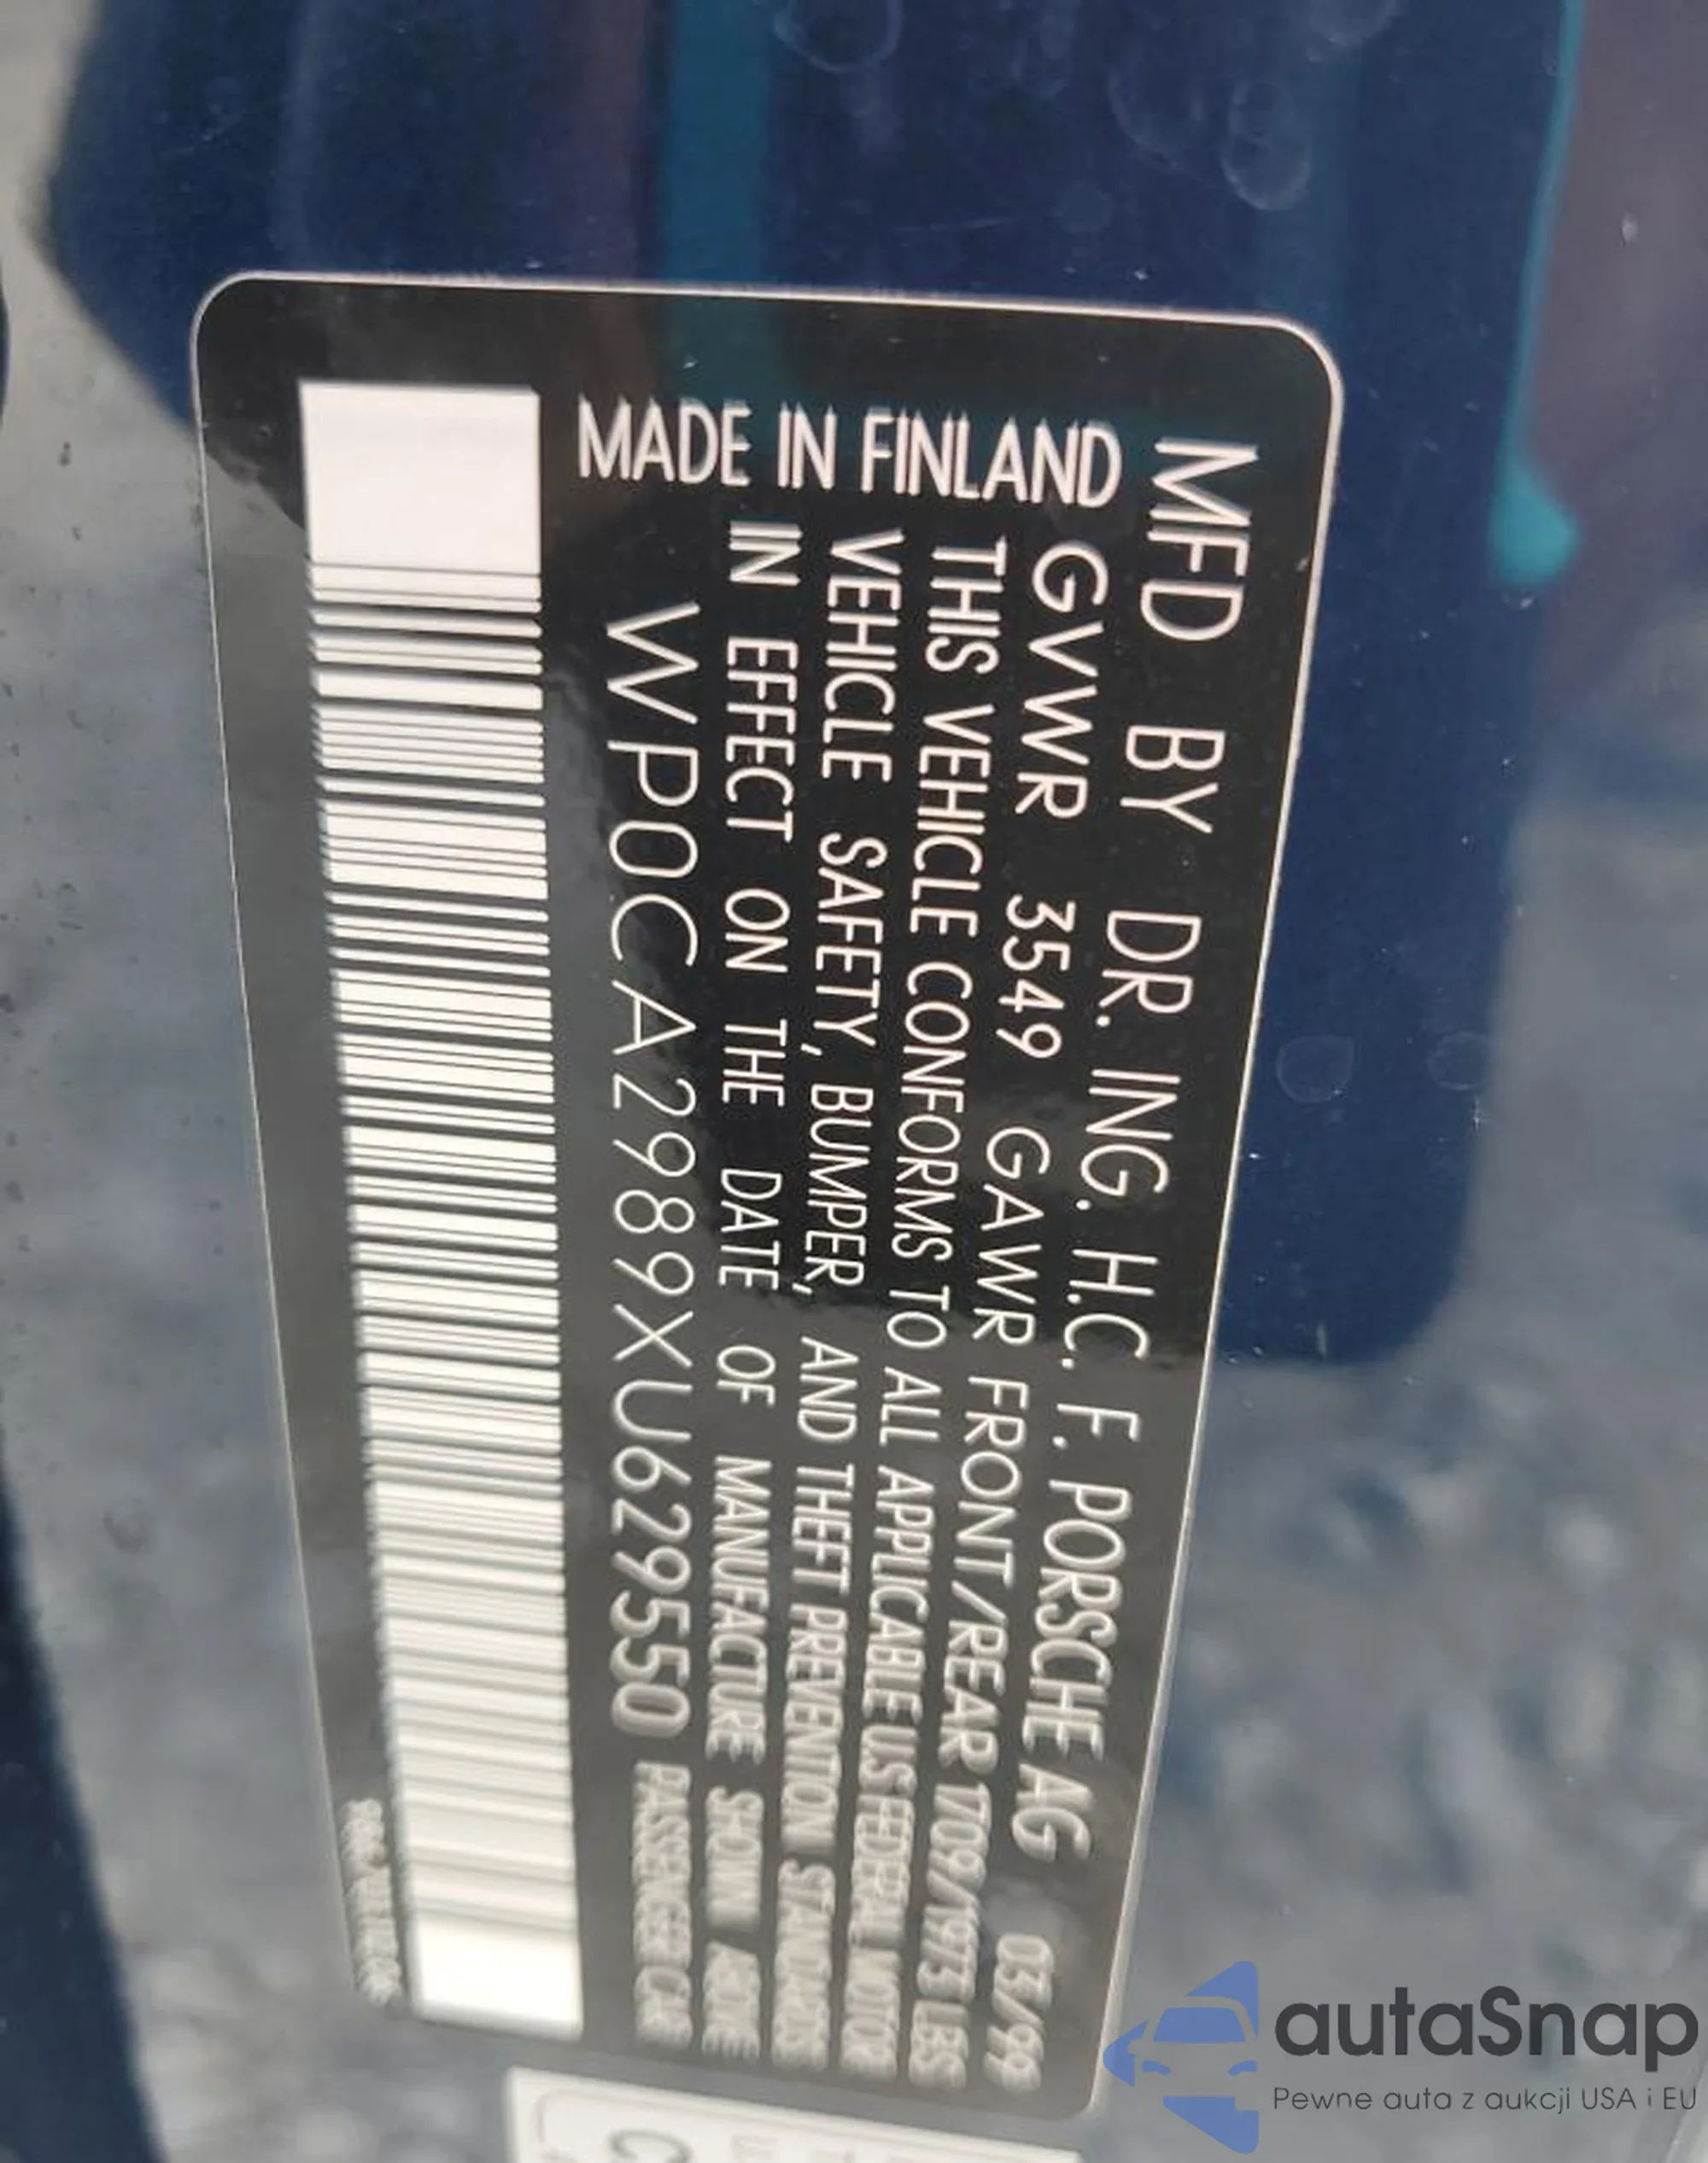 MFD BY DR. ING. H.C. F. PORSCHE AG 03/99
GVWR 3549 GAWR FRONT/REAR 1709/1973 LBS
THIS VEHICLE CONFORMS TO ALL APPLICABLE US FEDERAL MOTOR
VEHICLE SAFETY, BUMPER, AND THEFT PREVENTION STANDARDS
IN EFFECT ON THE DATE OF MANUFACTURE SHOWN ABOVE
WP0CA2989XU629550 PASSENGER CAR
MADE IN FINLAND
autaSnap
Pewne auta z aukcji USA i EU